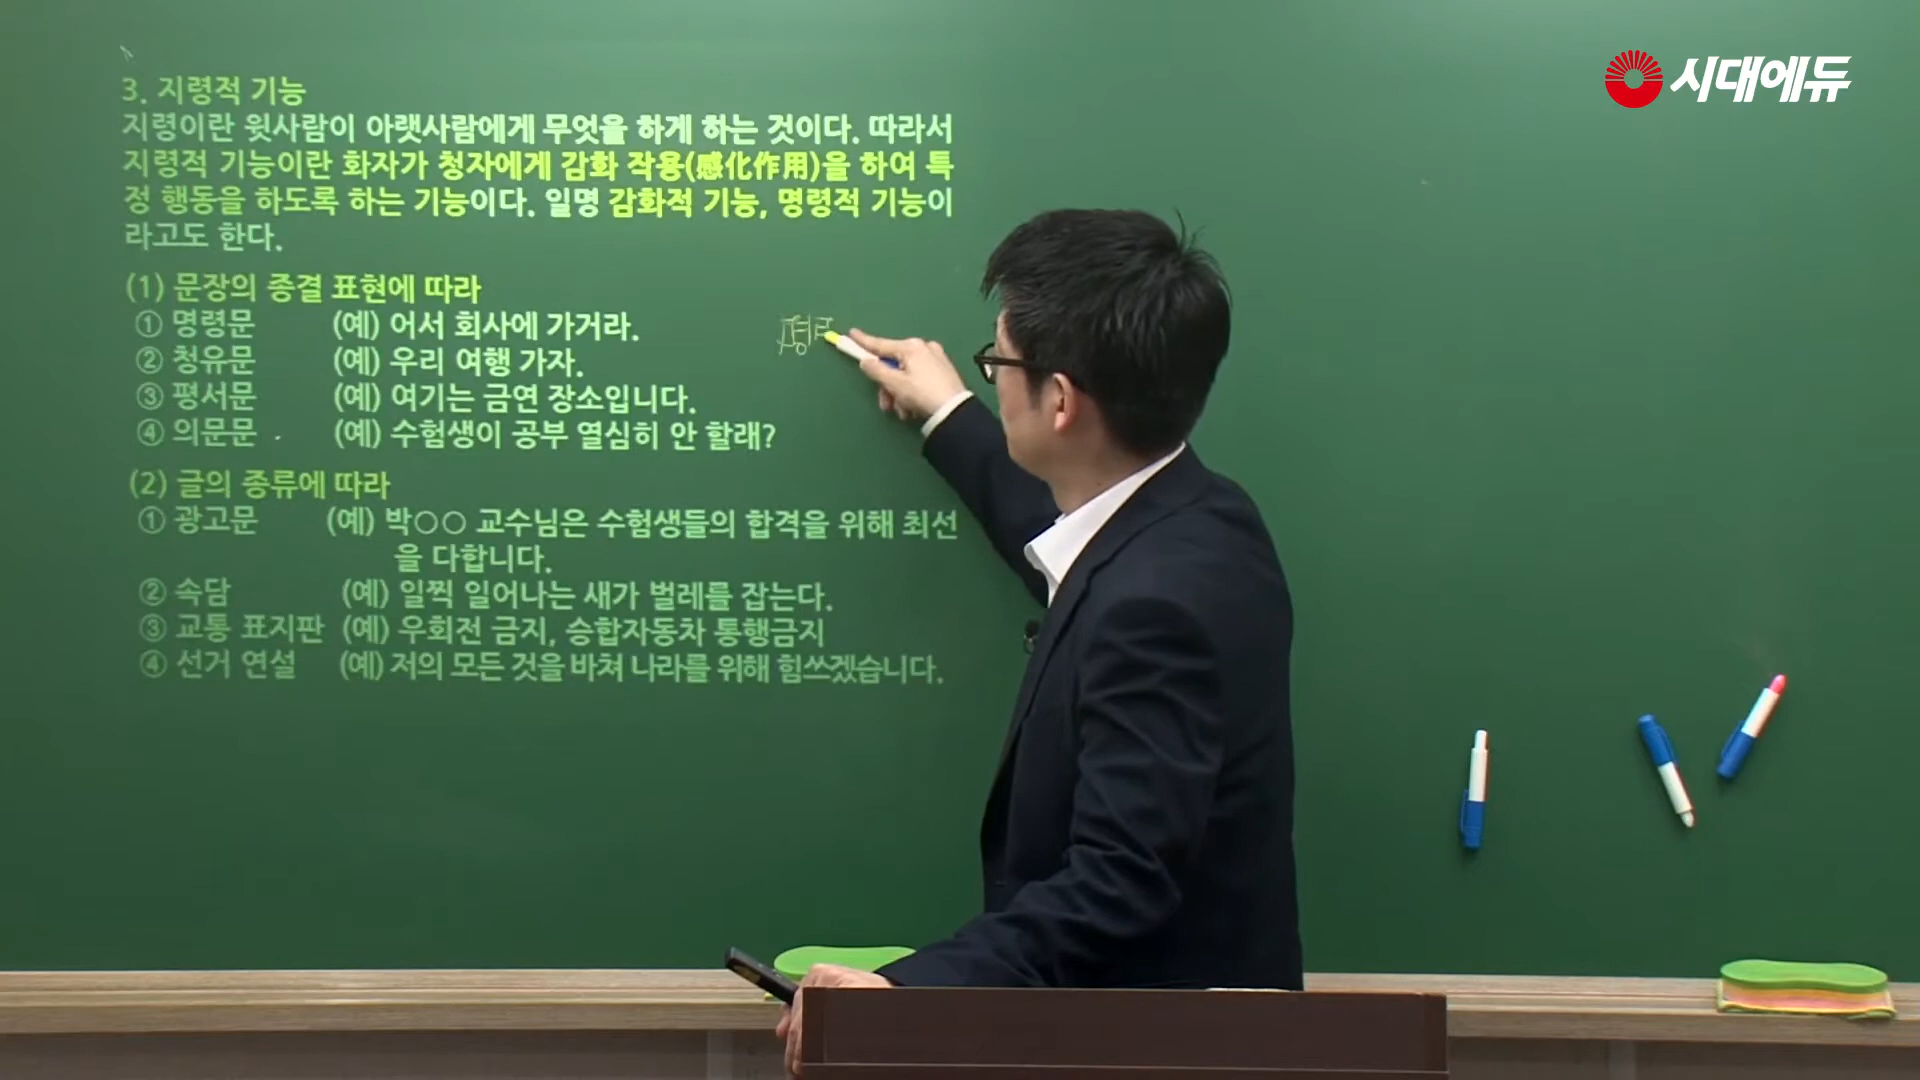 시대에듀
3. 지령적 기능
지령이란 윗사람이 아랫사람에게 무엇을 하게 하는 것이다. 따라서
지령적 기능이란 화자가 청자에게 감화 작용(感化作用)을 하여 특
정 행동을 하도록 하는 기능이다. 일명 감화적 기능, 명령적 기능이
라고도 한다.
(1) 문장의 종결 표현에 따라
① 명령문 (예) 어서 회사에 가거라.
② 청유문 (예) 우리 여행 가자.
③ 평서문 (예) 여기는 금연 장소입니다.
④ 의문문 (예) 수험생이 공부 열심히 안 할래?
(2) 글의 종류에 따라
① 광고문 (예) 박○○ 교수님은 수험생들의 합격을 위해 최선
을 다합니다.
② 속담 (예) 일찍 일어나는 새가 벌레를 잡는다.
③ 교통 표지판 (예) 우회전 금지, 승합자동차 통행금지
④ 선거 연설 (예) 저의 모든 것을 바쳐 나라를 위해 힘쓰겠습니다.